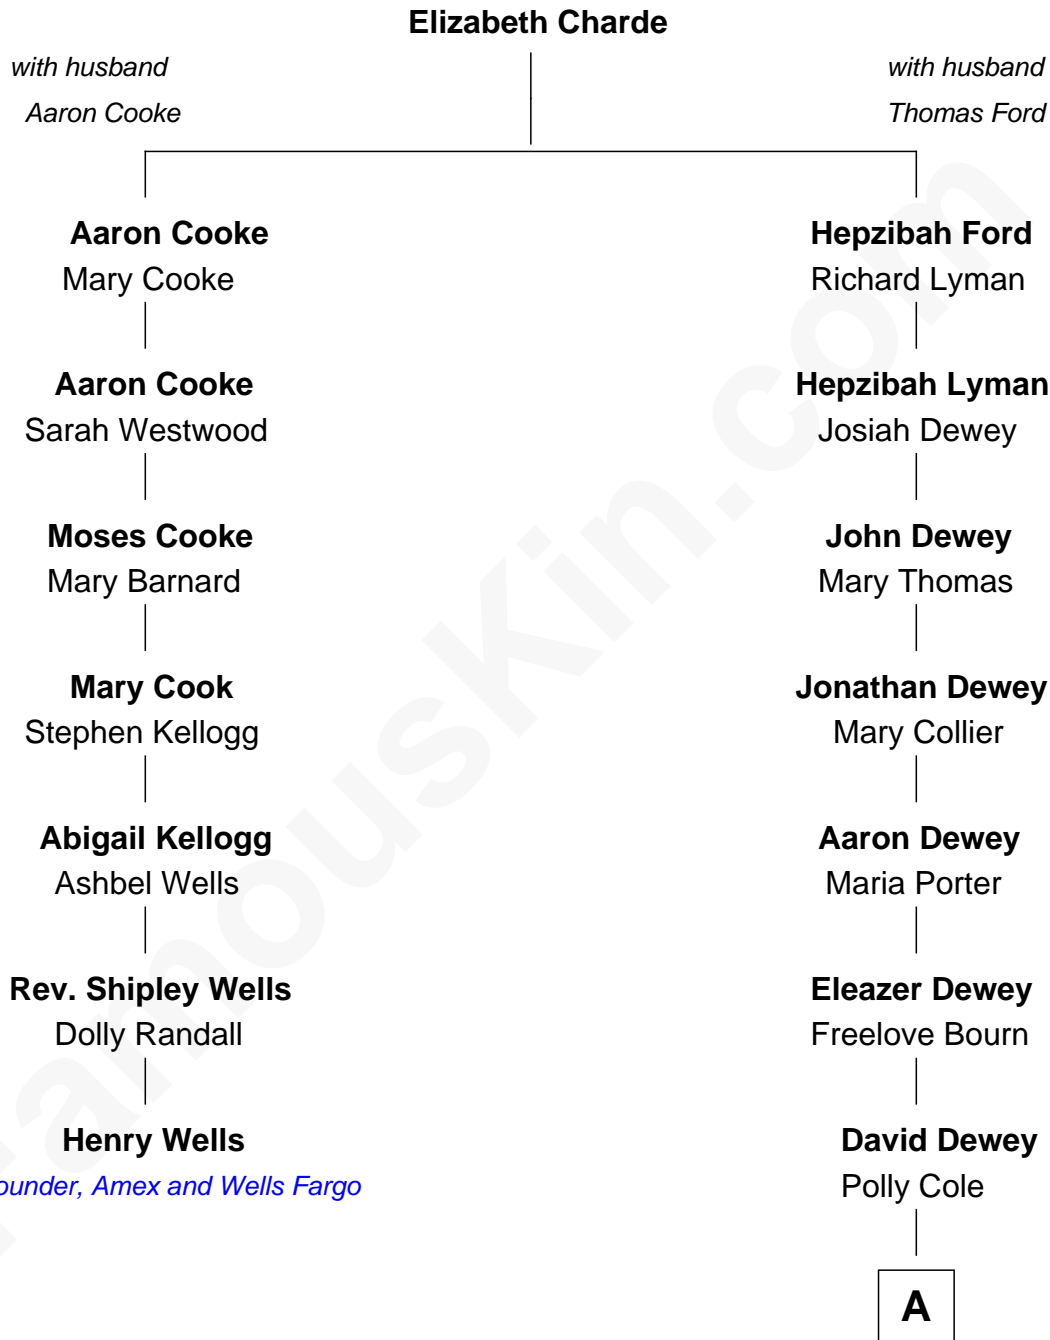 Elizabeth Charde
with husband
Aaron Cooke
with husband
Thomas Ford
Aaron Cooke
Mary Cooke
Hepzibah Ford
Richard Lyman
Aaron Cooke
Sarah Westwood
Hepzibah Lyman
Josiah Dewey
Moses Cooke
Mary Barnard
John Dewey
Mary Thomas
Mary Cook
Stephen Kellogg
Jonathan Dewey
Mary Collier
Abigail Kellogg
Ashbel Wells
Aaron Dewey
Maria Porter
Rev. Shipley Wells
Dolly Randall
Eleazer Dewey
Freelove Bourn
Henry Wells
ounder, Amex and Wells Fargo
David Dewey
Polly Cole
A
FamousKin.com